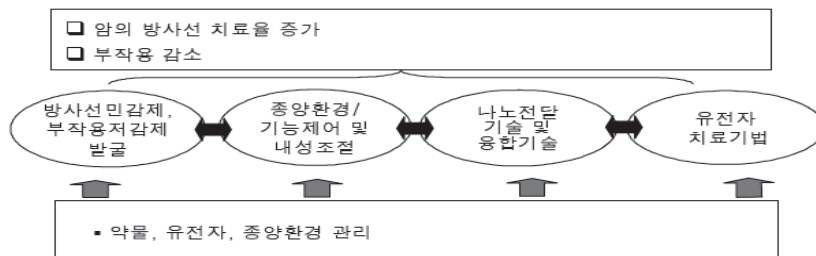 ❑ 암의 방사선 치료율 증가
❑ 부작용 감소
방사선민감제,
부작용저감제
발굴
종양환경/
기능제어 및
내성조절
나노전달
기술 및
융합기술
유전자
치료기법
▪ 약물, 유전자, 종양환경 관리